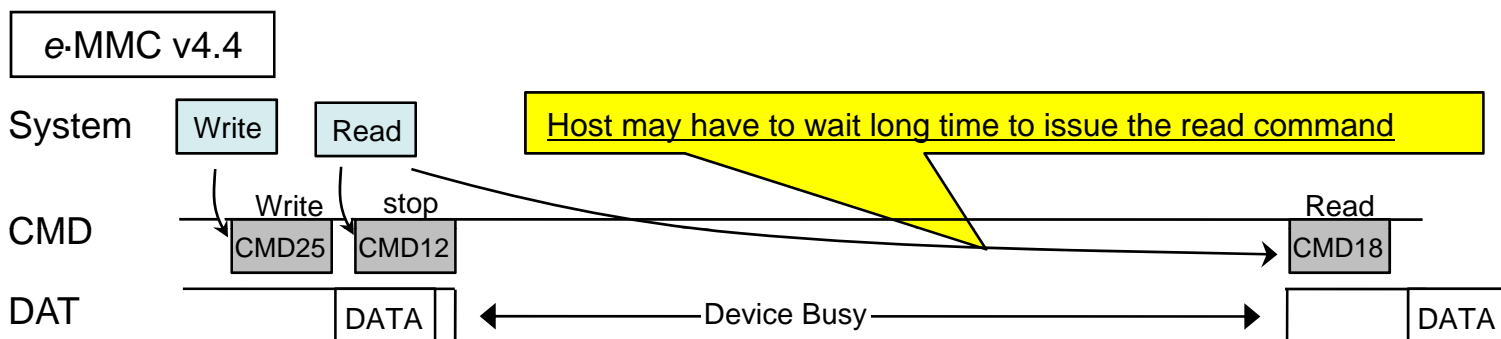 e·MMC v4.4
System Write Read Host may have to wait long time to issue the read command
Write stop Read
CMD CMD25 CMD12 CMD18
DAT DATA Device Busy DATA